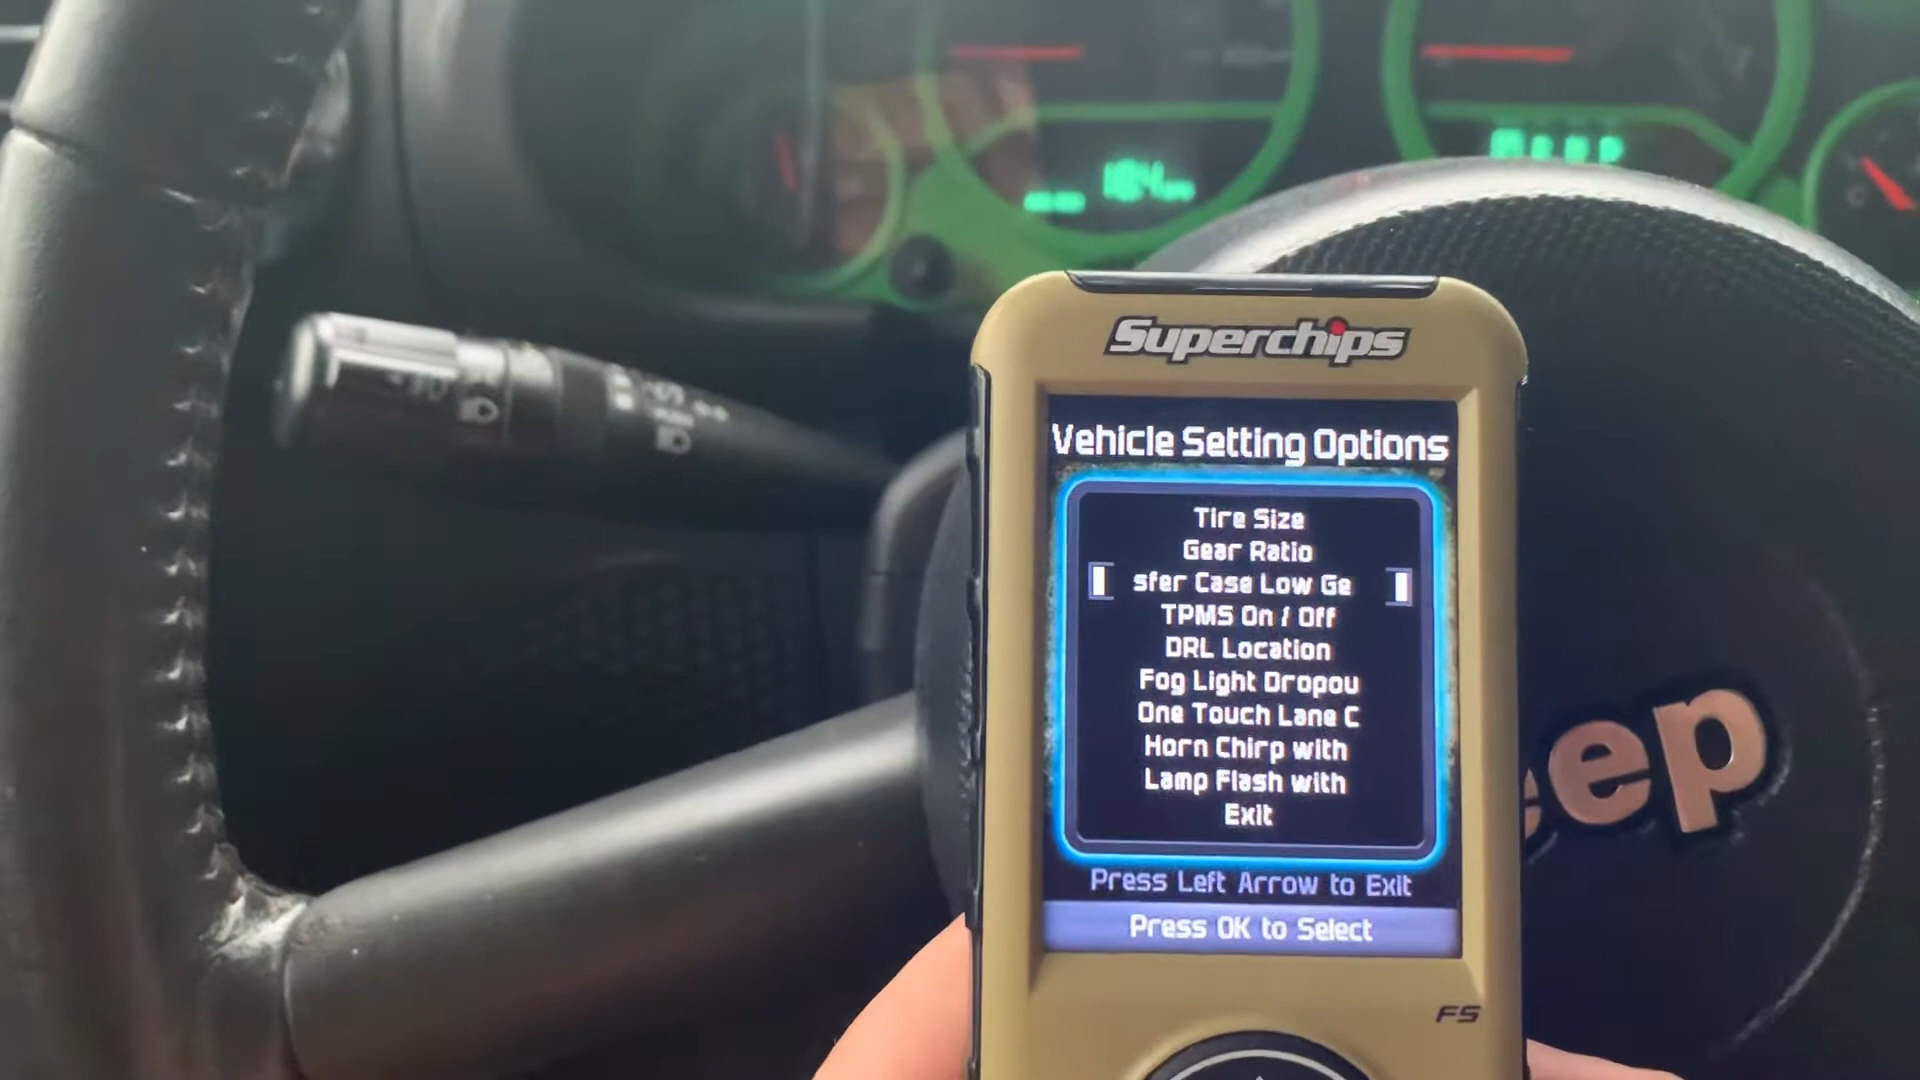 Superchips
Vehicle Setting Options
Tire Size
Gear Ratio
sfer Case Low Ge
TPMS On / Off
DRL Location
Fog Light Dropou
One Touch Lane C
Horn Chirp with
Lamp Flash with
Exit
Press Left Arrow to Exit
Press OK to Select
F5
eep